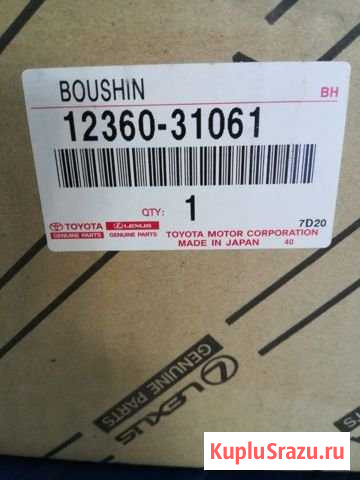 BOUSHIN
BH
12360-31061
QTY: 1
7D20
TOYOTA LEXUS
GENUINE PARTS GENUINE PARTS
TOYOTA MOTOR CORPORATION
MADE IN JAPAN 40
GENUINE PARTS
LEXUS
KupluSrazu.ru